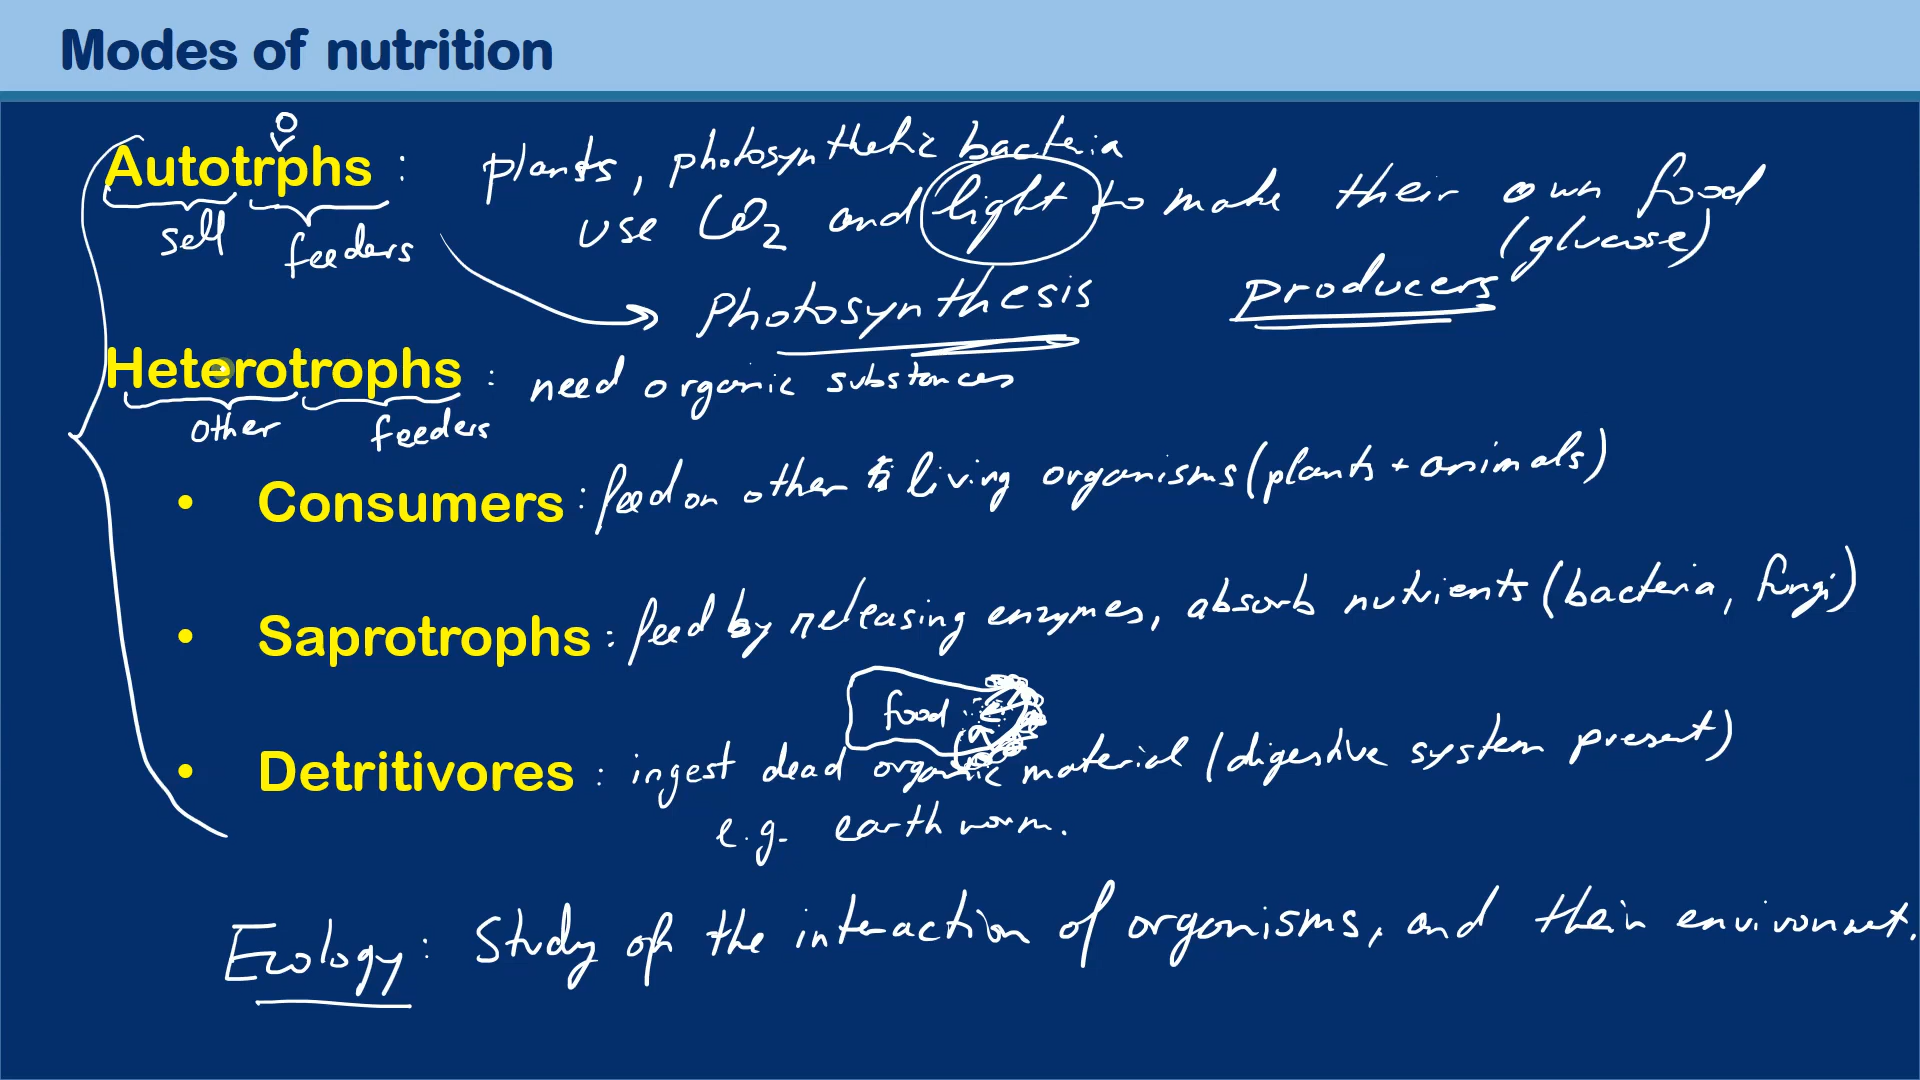 Modes of nutrition
o
Autotrphs : plants, photosynthetic bacteria
self feeders
use CO2 and light to make their own food
(glucose)
Photosynthesis
Producers
Heterotrophs : need organic substances
other feeders
• Consumers : feed on other living organisms (plants + animals)
• Saprotrophs : feed by releasing enzymes, absorb nutrients (bacteria, fungi)
food
• Detritivores : ingest dead organic material (digestive system present)
e.g. earthworm.
Ecology : Study of the interaction of organisms, and their environment.